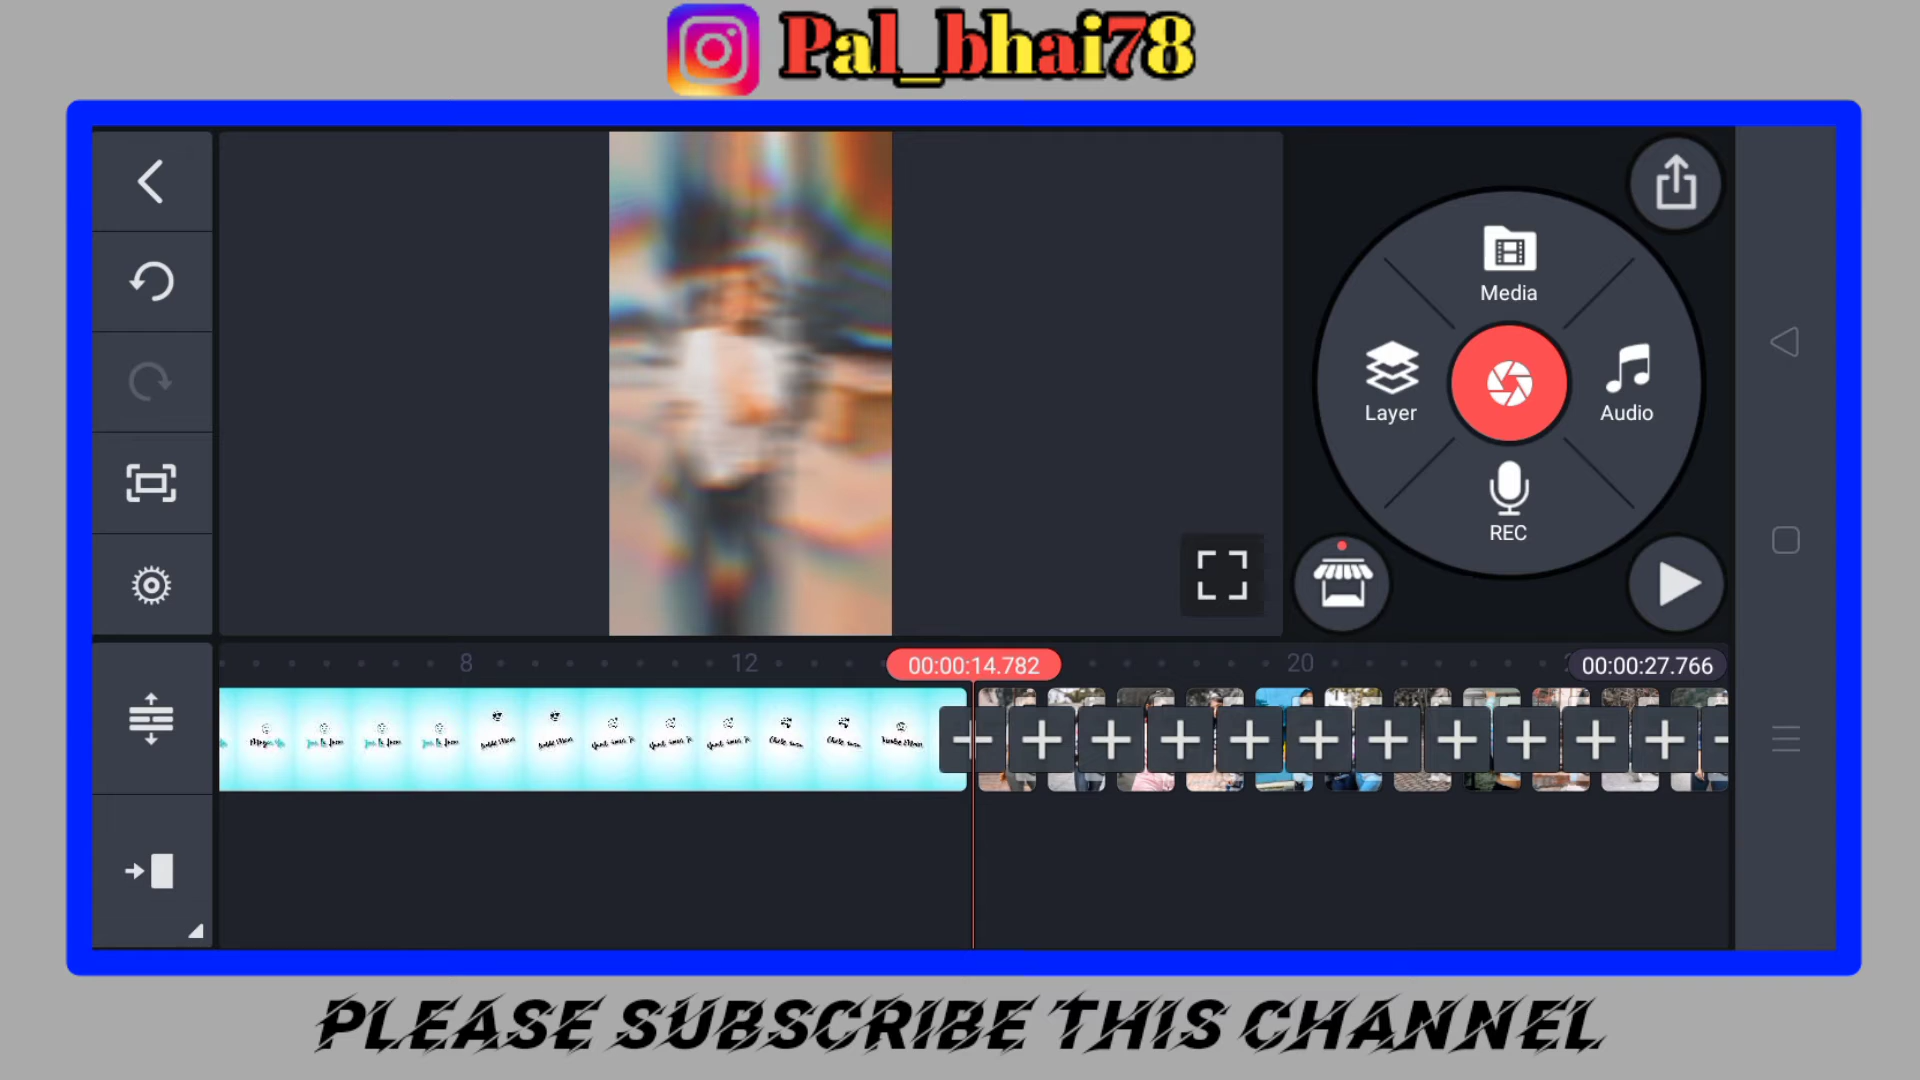 Pal_bhai78
Media
Layer
Audio
REC
8
12
00:00:14.782
20
00:00:27.766
PLEASE SUBSCRIBE THIS CHANNEL